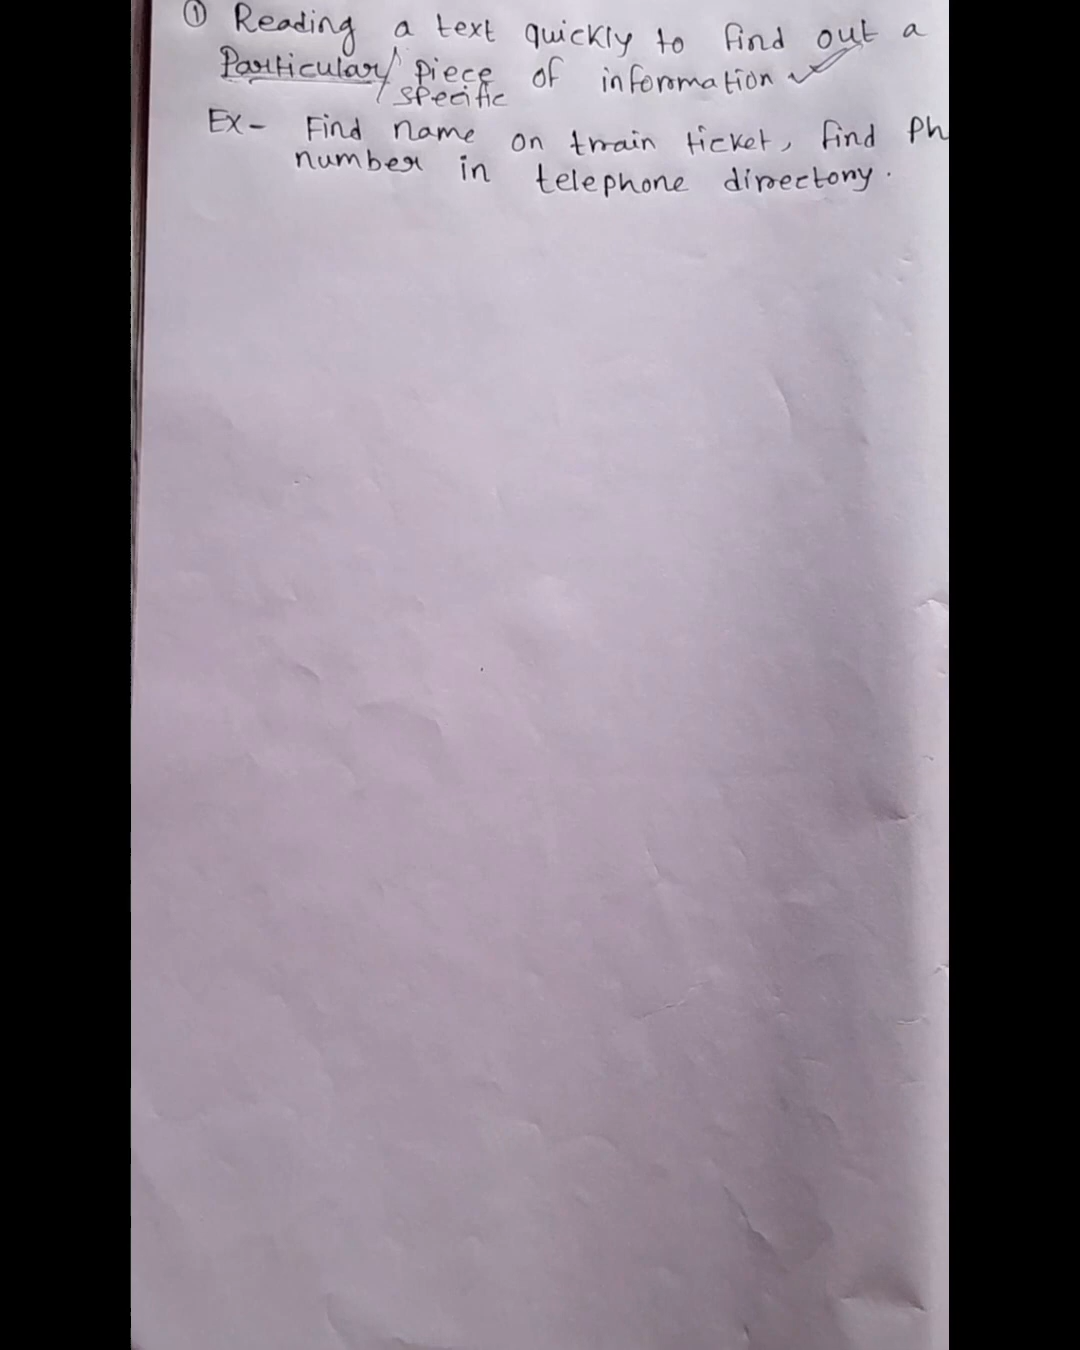 ① Reading a text quickly to find out a
Particular/ piece of information
specific
Ex- Find name on train ticket, find Ph
number in telephone directory.